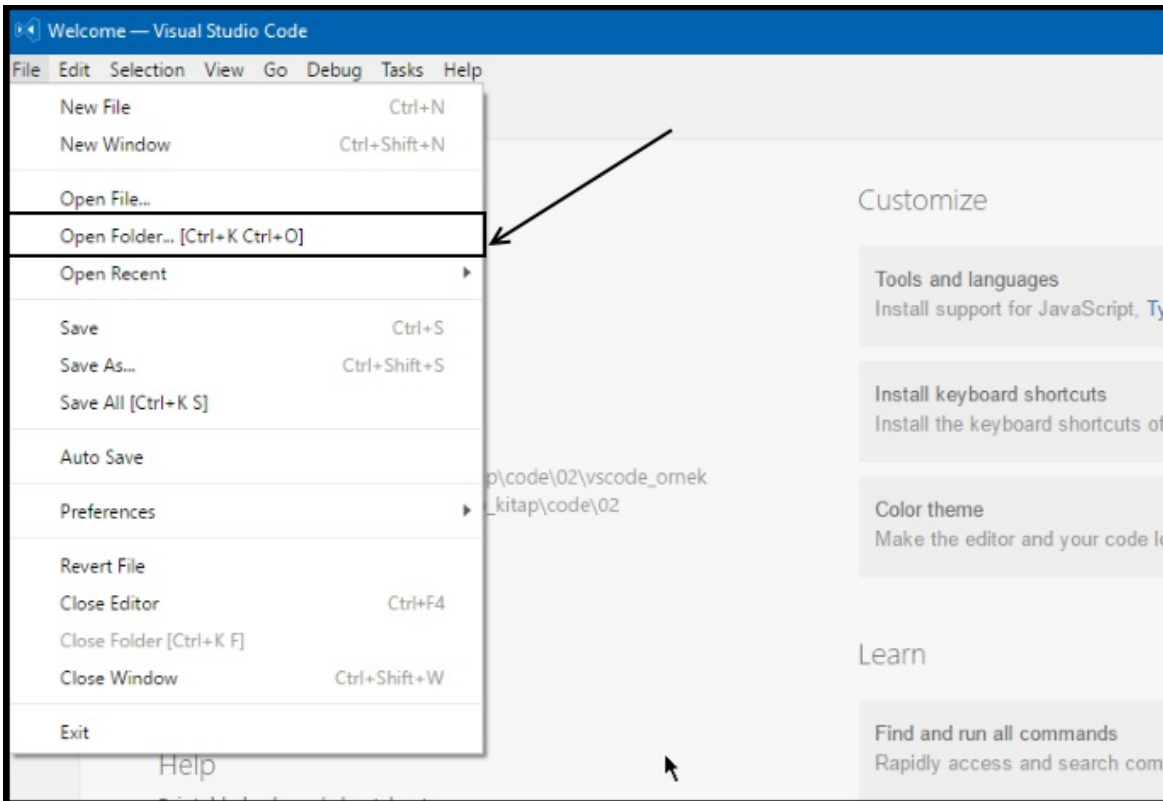 Welcome — Visual Studio Code
File Edit Selection View Go Debug Tasks Help
New File Ctrl+N
New Window Ctrl+Shift+N
Open File...
Open Folder... [Ctrl+K Ctrl+O]
Open Recent
Save Ctrl+S
Save As... Ctrl+Shift+S
Save All [Ctrl+K S]
Auto Save
Preferences
Revert File
Close Editor Ctrl+F4
Close Folder [Ctrl+K F]
Close Window Ctrl+Shift+W
Exit
p\code\02\vscode_ornek
_kitap\code\02
Help
Customize
Tools and languages
Install support for JavaScript, Ty
Install keyboard shortcuts
Install the keyboard shortcuts of
Color theme
Make the editor and your code lo
Learn
Find and run all commands
Rapidly access and search com